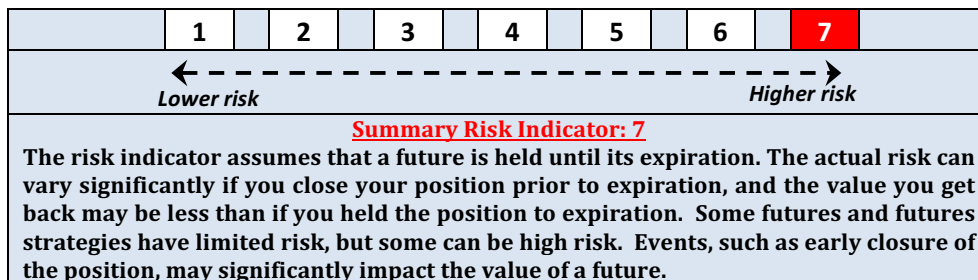 1 2 3 4 5 6 7
Lower risk Higher risk
Summary Risk Indicator: 7
The risk indicator assumes that a future is held until its expiration. The actual risk can
vary significantly if you close your position prior to expiration, and the value you get
back may be less than if you held the position to expiration. Some futures and futures
strategies have limited risk, but some can be high risk. Events, such as early closure of
the position, may significantly impact the value of a future.